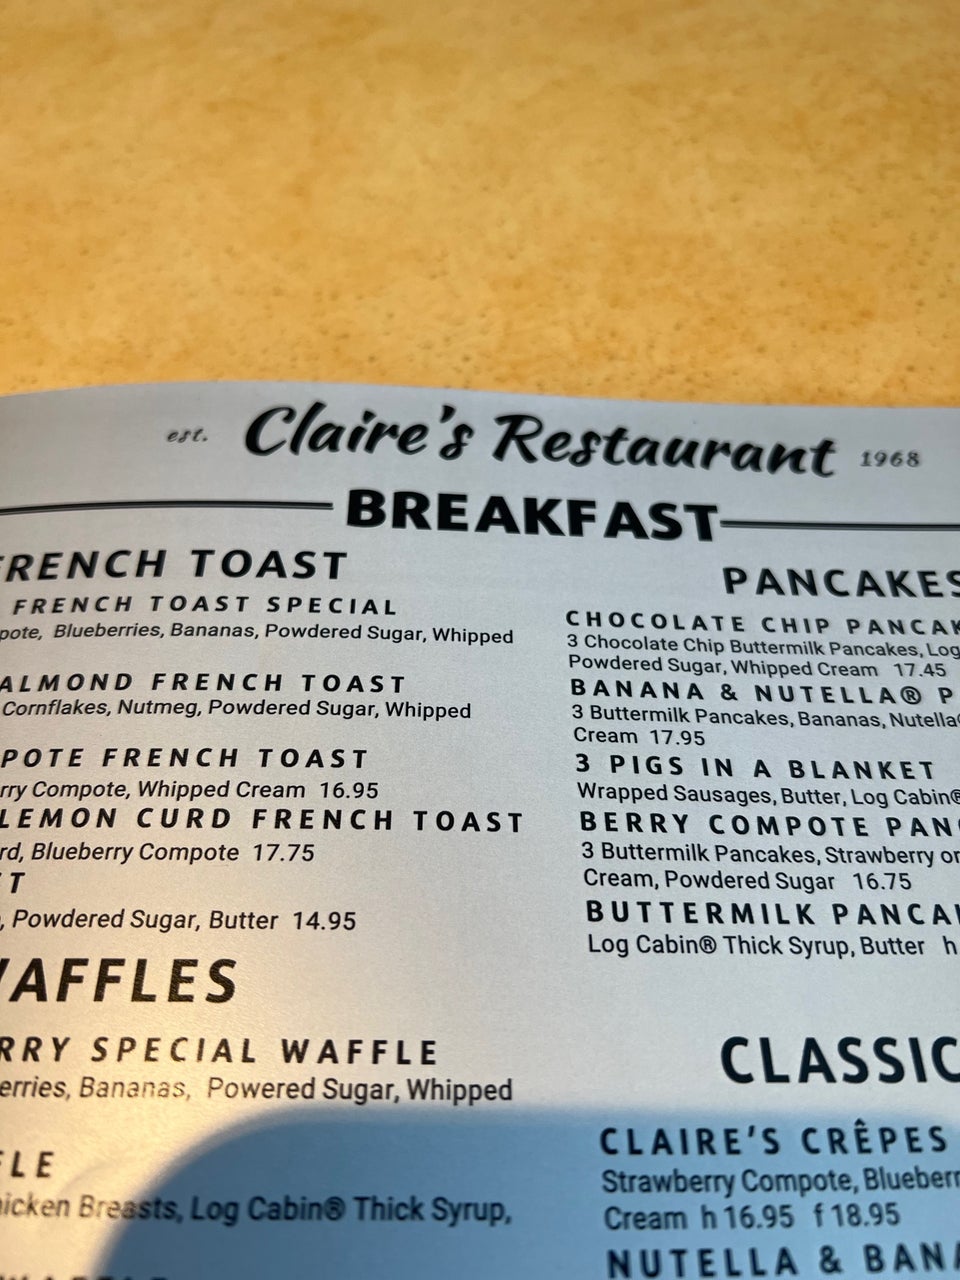 est. Claire's Restaurant 1968
BREAKFAST
FRENCH TOAST
FRENCH TOAST SPECIAL
pote, Blueberries, Bananas, Powdered Sugar, Whipped
ALMOND FRENCH TOAST
Cornflakes, Nutmeg, Powdered Sugar, Whipped
POTE FRENCH TOAST
rry Compote, Whipped Cream 16.95
LEMON CURD FRENCH TOAST
rd, Blueberry Compote 17.75
T
, Powdered Sugar, Butter 14.95
WAFFLES
RRY SPECIAL WAFFLE
erries, Bananas, Powered Sugar, Whipped
LE
hicken Breasts, Log Cabin® Thick Syrup,
PANCAKES
CHOCOLATE CHIP PANCAK
3 Chocolate Chip Buttermilk Pancakes, Log
Powdered Sugar, Whipped Cream 17.45
BANANA & NUTELLA® P
3 Buttermilk Pancakes, Bananas, Nutella®
Cream 17.95
3 PIGS IN A BLANKET
Wrapped Sausages, Butter, Log Cabin®
BERRY COMPOTE PAN
3 Buttermilk Pancakes, Strawberry or
Cream, Powdered Sugar 16.75
BUTTERMILK PANCA
Log Cabin® Thick Syrup, Butter h
CLASSIC
CLAIRE'S CRÊPES
Strawberry Compote, Blueberr
Cream h 16.95 f 18.95
NUTELLA & BANA